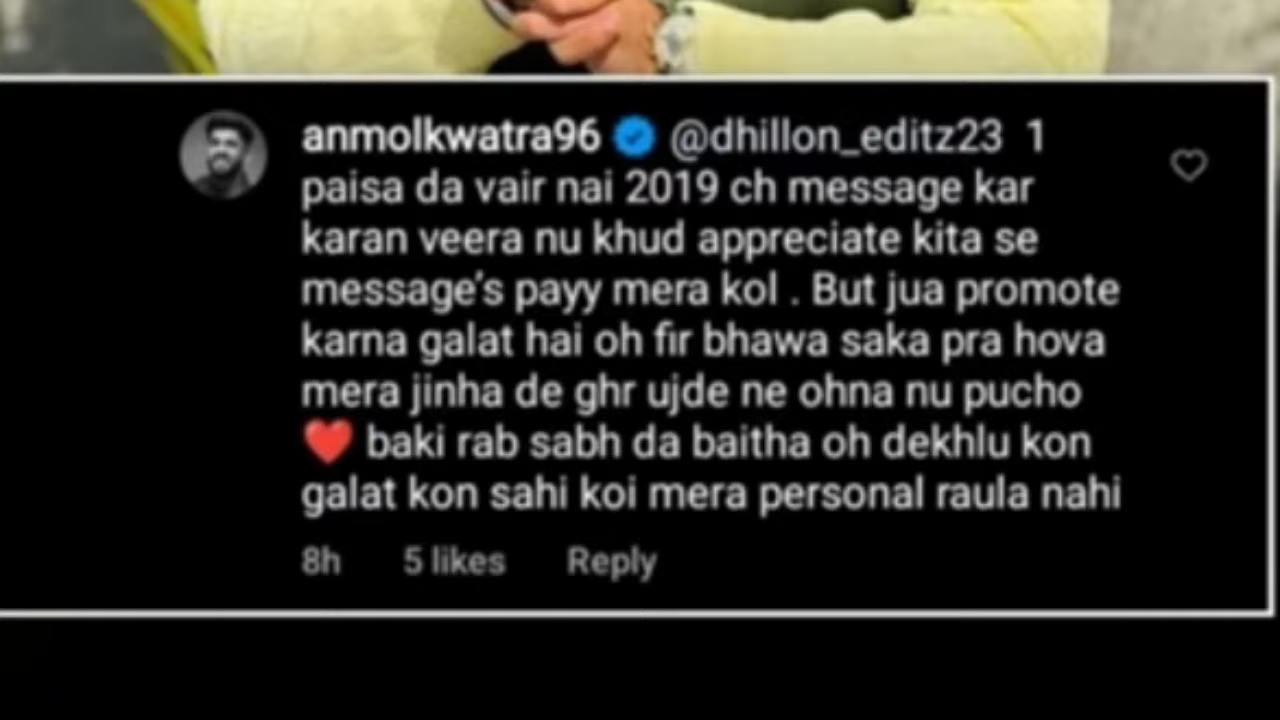 anmolkwatra96 @dhillon_editz23 1
paisa da vair nai 2019 ch message kar
karan veera nu khud appreciate kita se
message's payy mera kol . But jua promote
karna galat hai oh fir bhawa saka pra hova
mera jinha de ghr ujde ne ohna nu pucho
❤️ baki rab sabh da baitha oh dekhlu kon
galat kon sahi koi mera personal raula nahi
8h 5 likes Reply